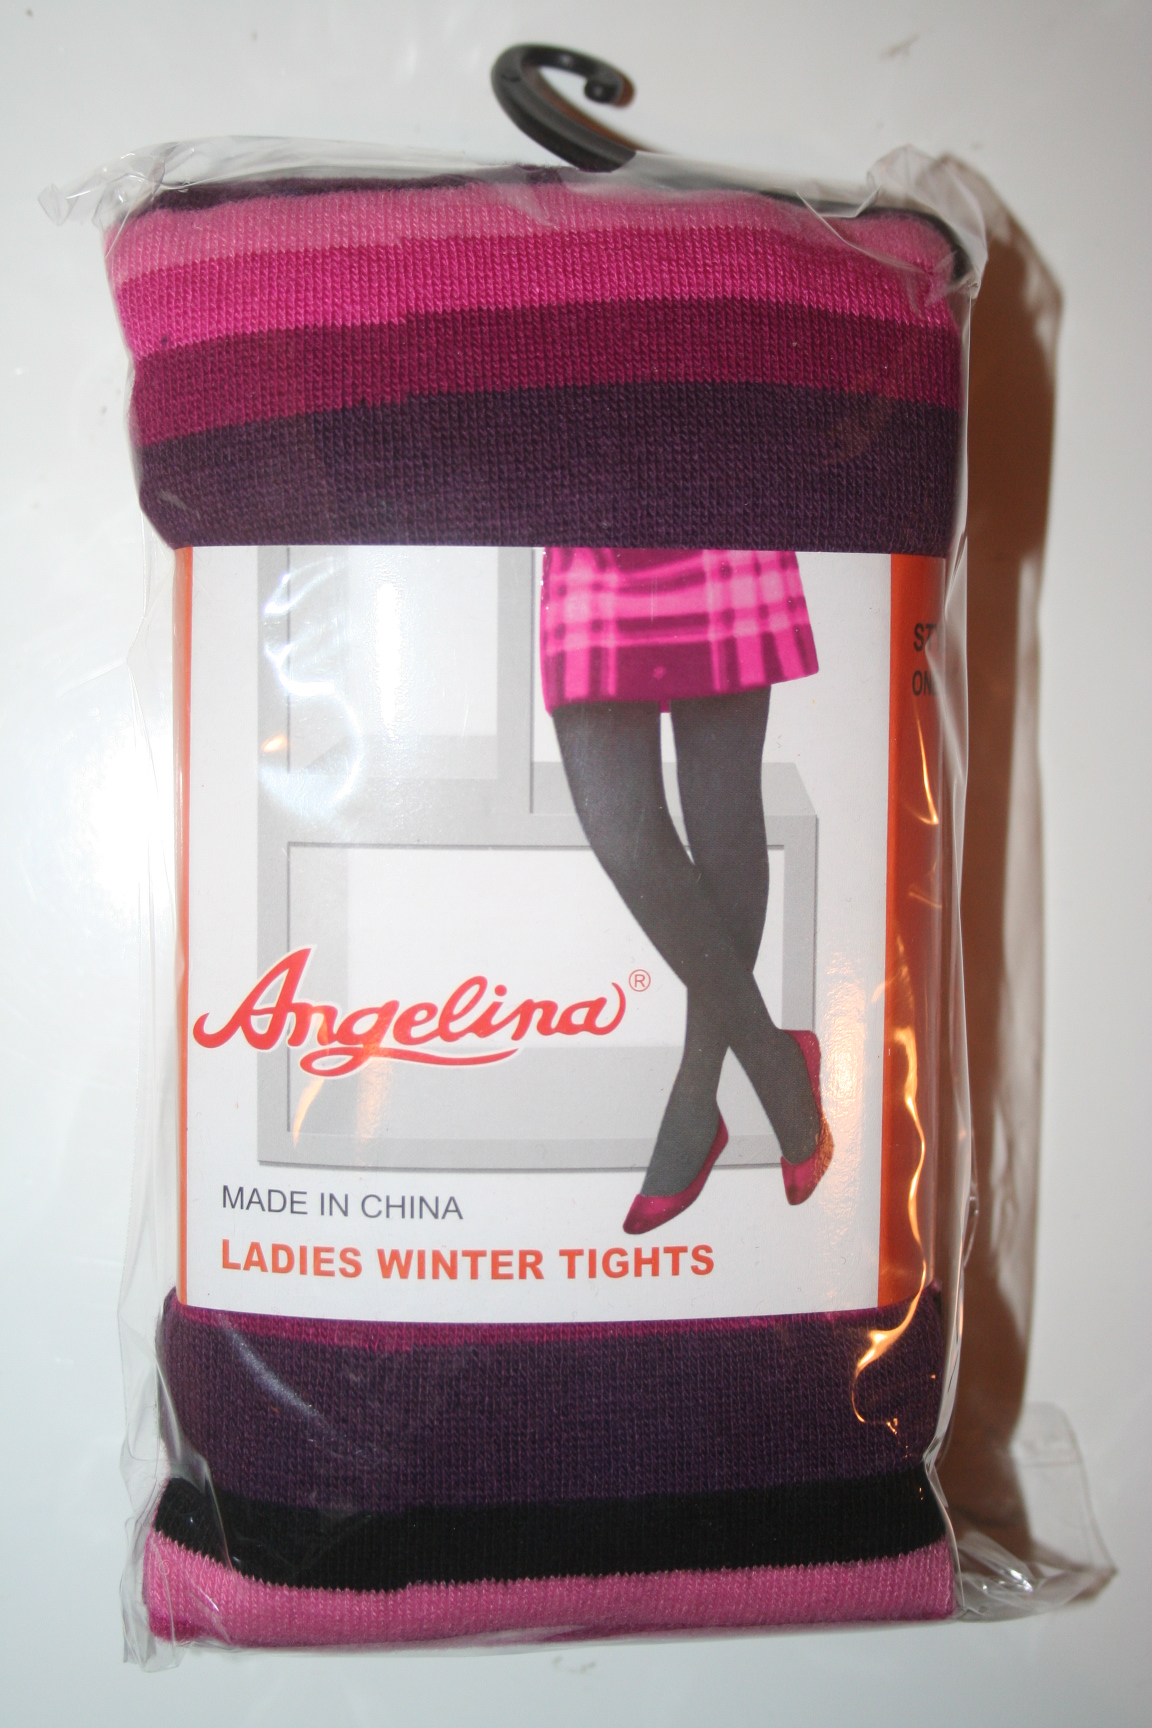 Angelina®
MADE IN CHINA
LADIES WINTER TIGHTS